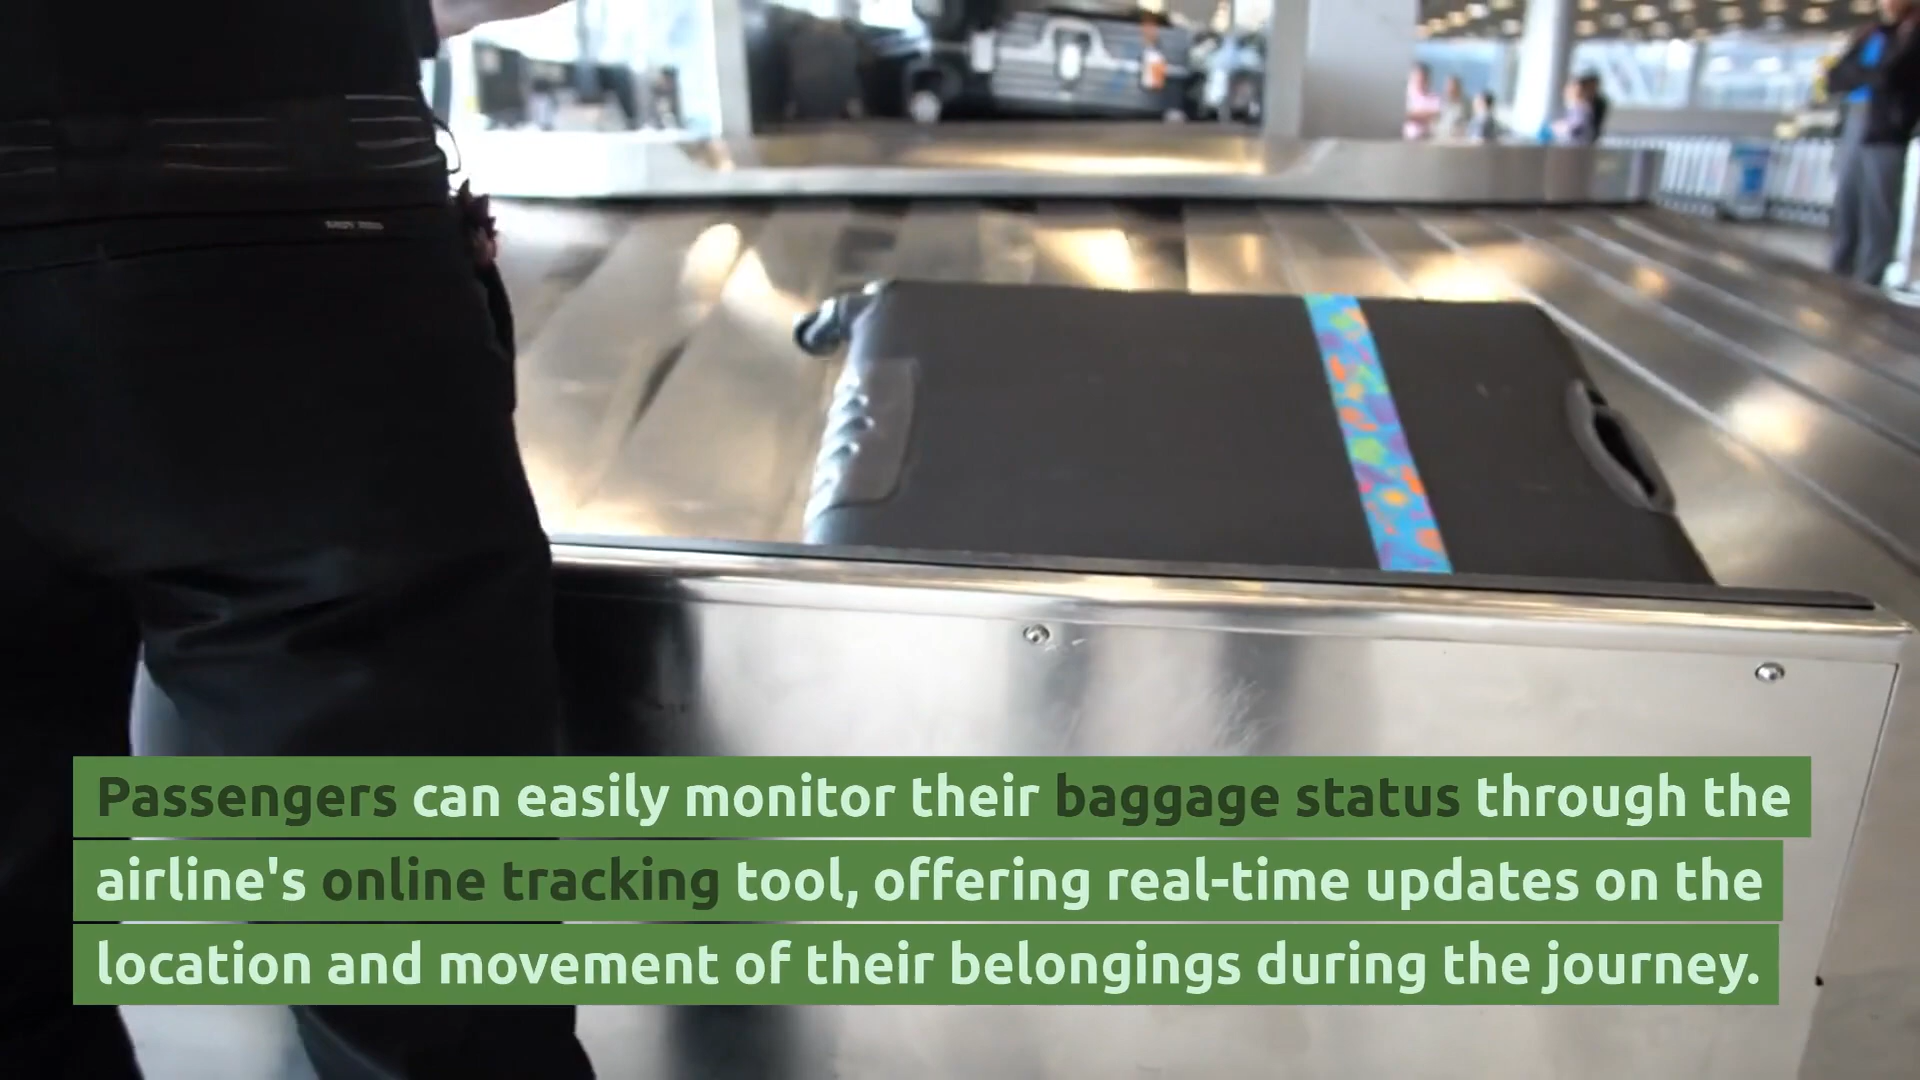 Passengers can easily monitor their baggage status through the
airline's online tracking tool, offering real-time updates on the
location and movement of their belongings during the journey.